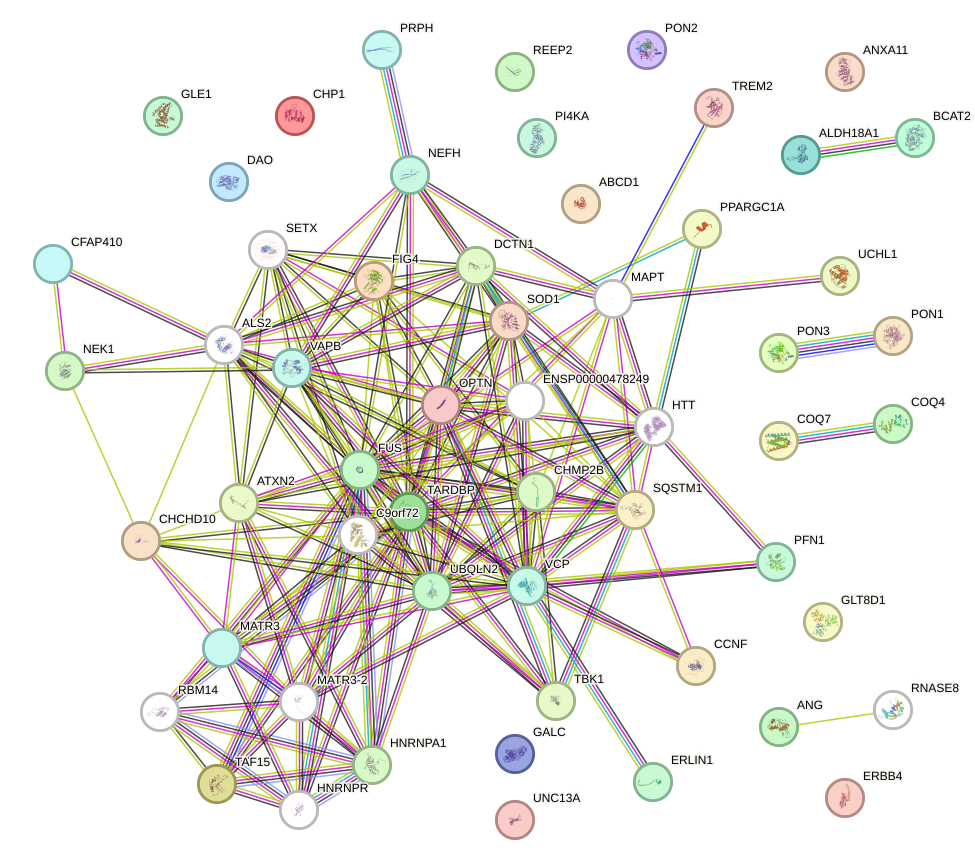 PRPH
REEP2
PON2
ANXA11
TREM2
GLE1
CHP1
PI4KA
BCAT2
ALDH18A1
NEFH
DAO
ABCD1
PPARGC1A
SETX
CFAP410
DCTN1
FIG4
UCHL1
MAPT
SOD1
PON1
ALS2
PON3
VAPB
NEK1
ENSP00000478249
OPTN
HTT
COQ4
COQ7
FUS
CHMP2B
ATXN2
SQSTM1
TARDBP
C9orf72
CHCHD10
PFN1
VCP
UBQLN2
GLT8D1
MATR3
CCNF
MATR3-2
TBK1
RBM14
RNASE8
ANG
GALC
HNRNPA1
ERLIN1
TAF15
ERBB4
HNRNPR
UNC13A